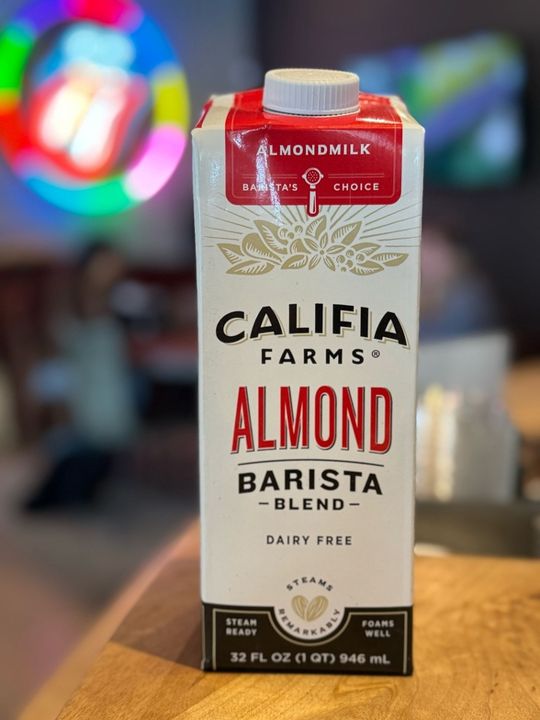 ALMONDMILK
BARISTA'S CHOICE
CALIFIA
FARMS®
ALMOND
BARISTA
-BLEND-
DAIRY FREE
STEAMS
REMARKABLY
STEAM
READY
FOAMS
WELL
32 FL OZ (1 QT) 946 mL